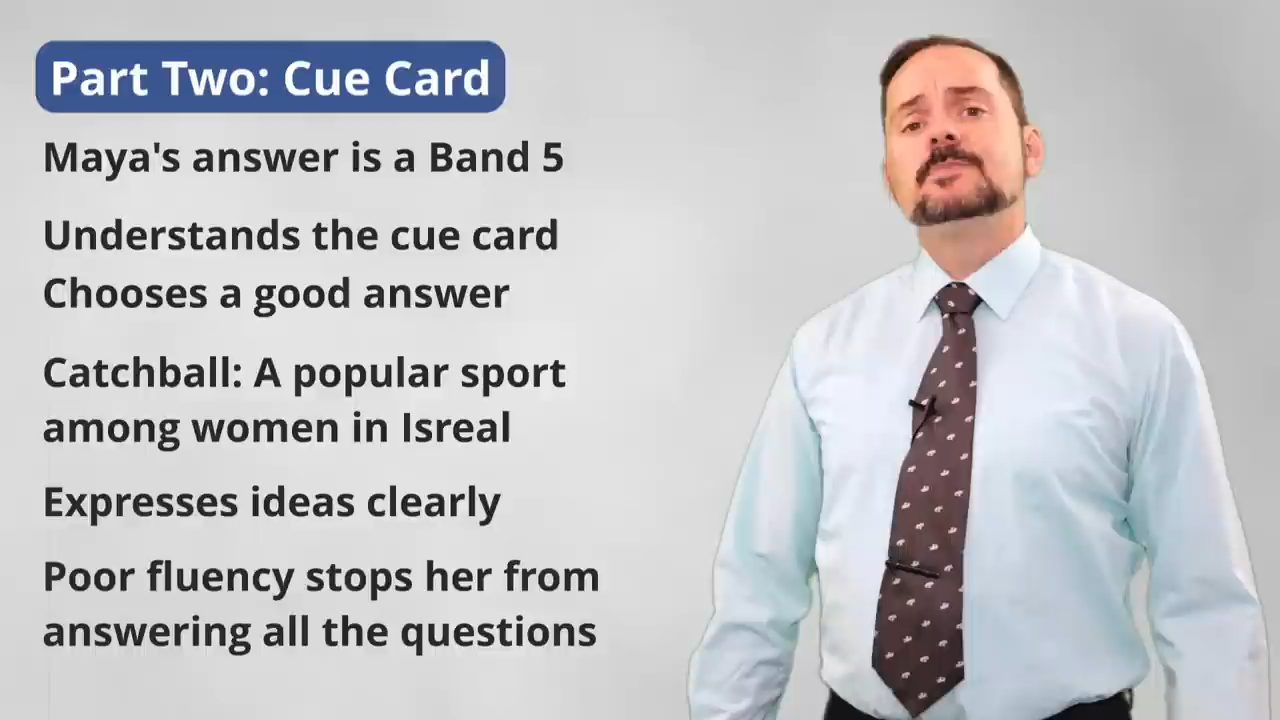 Part Two: Cue Card
Maya's answer is a Band 5
Understands the cue card
Chooses a good answer
Catchball: A popular sport
among women in Isreal
Expresses ideas clearly
Poor fluency stops her from
answering all the questions